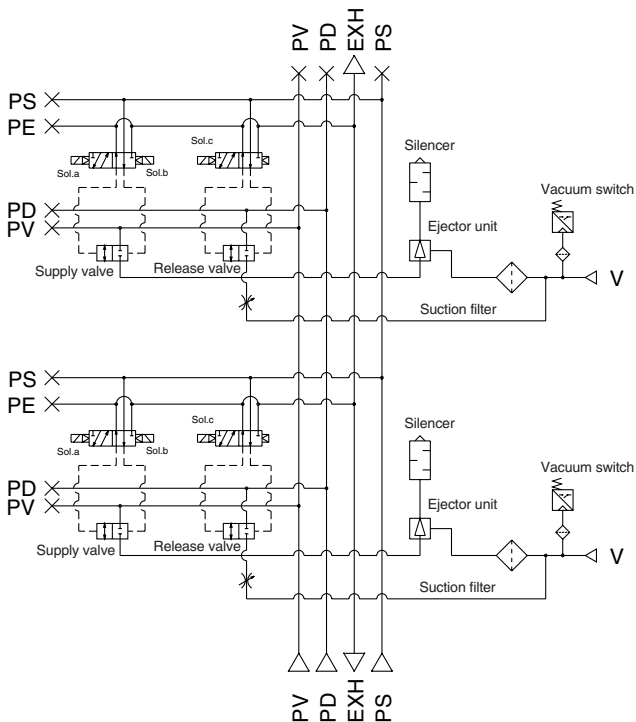 PV
PD
EXH
PS
PS
PE
Sol.a
Sol.b
Sol.c
Silencer
Vacuum switch
PD
PV
Ejector unit
Supply valve
Release valve
V
Suction filter
PS
PE
Sol.a
Sol.b
Sol.c
Silencer
Vacuum switch
PD
PV
Ejector unit
Supply valve
Release valve
V
Suction filter
PV
PD
EXH
PS